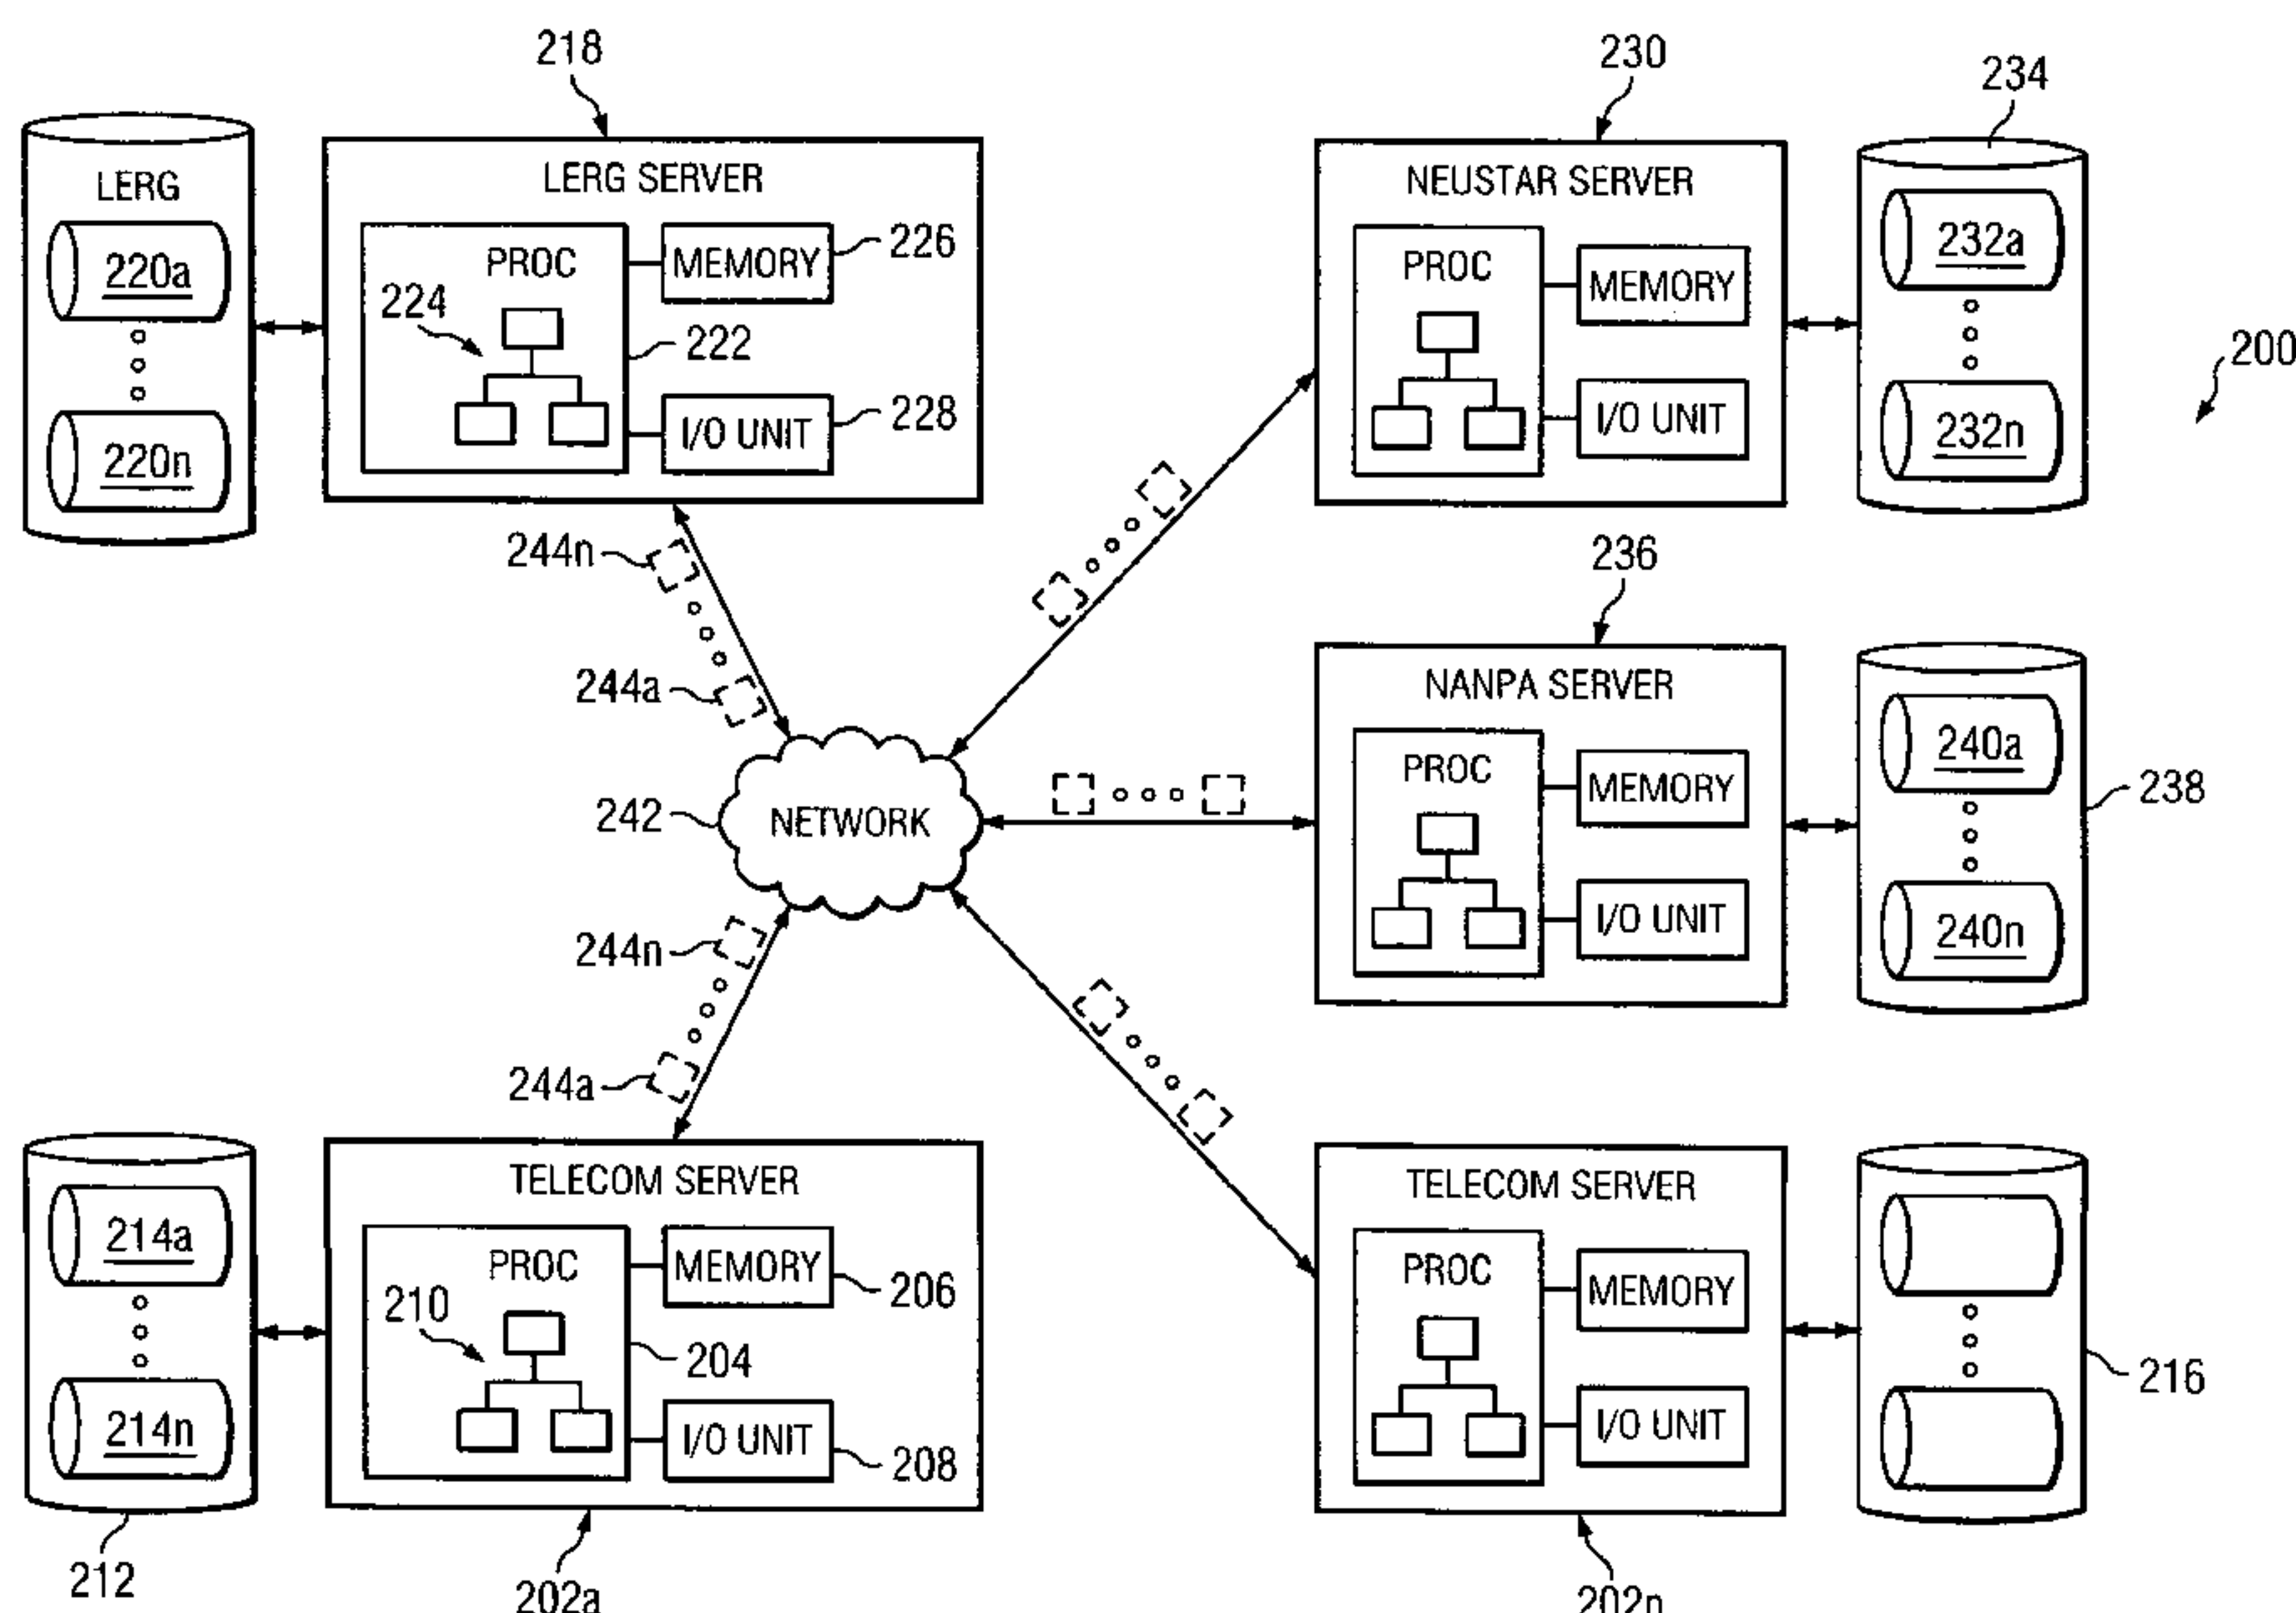 218
230
234
LERG
220a
220n
LERG SERVER
PROC
224
222
MEMORY
226
I/O UNIT
228
NEUSTAR SERVER
PROC
MEMORY
I/O UNIT
232a
232n
200
244n
244a
236
NANPA SERVER
PROC
MEMORY
I/O UNIT
240a
240n
238
242
NETWORK
244n
244a
214a
214n
212
TELECOM SERVER
PROC
210
204
MEMORY
206
I/O UNIT
208
202a
TELECOM SERVER
PROC
MEMORY
I/O UNIT
216
202n